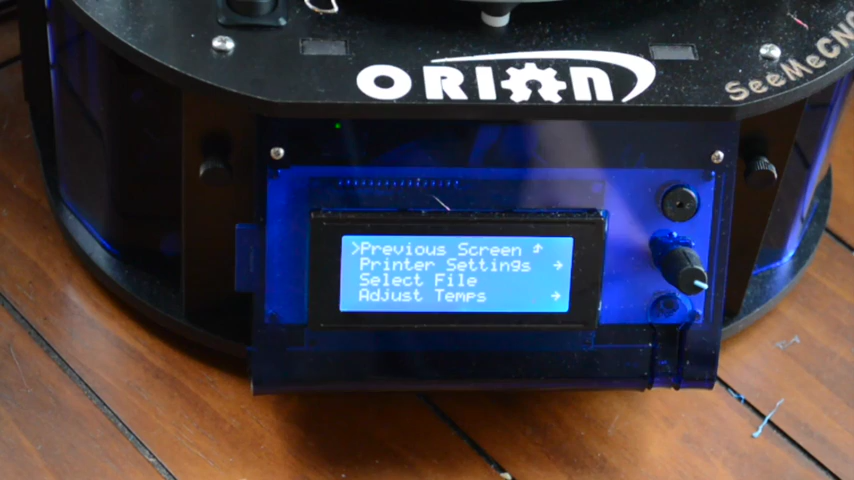 ORION
SeeMeCNC
>Previous Screen
Printer Settings →
Select File
Adjust Temps →